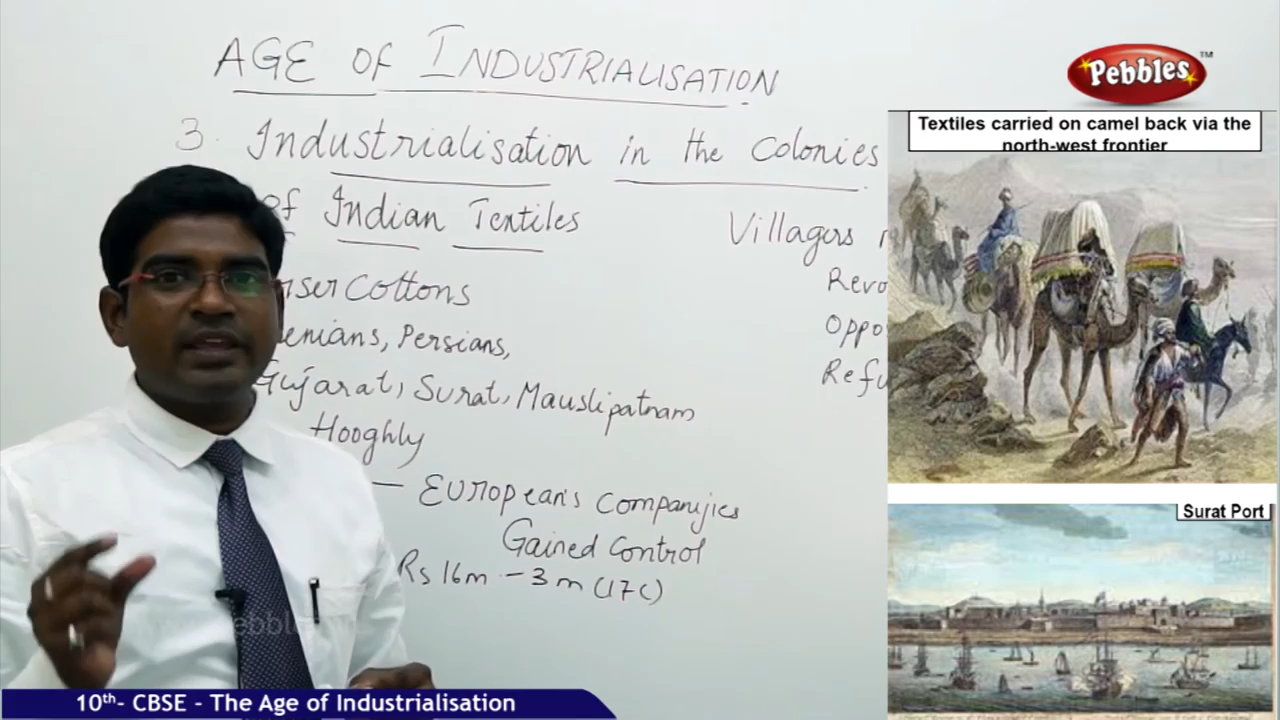 AGE OF INDUSTRIALISATION
3. Industrialisation in the colonies
of Indian Textiles
Cottons
Persians,
Gujarat, Surat, Mauslipatnam
Hooghly
— European's Companjies
Gained Control
Rs 16m - 3m (17C)
Villagers
Pebbles™
Textiles carried on camel back via the
north-west frontier
Surat Port
10th- CBSE - The Age of Industrialisation